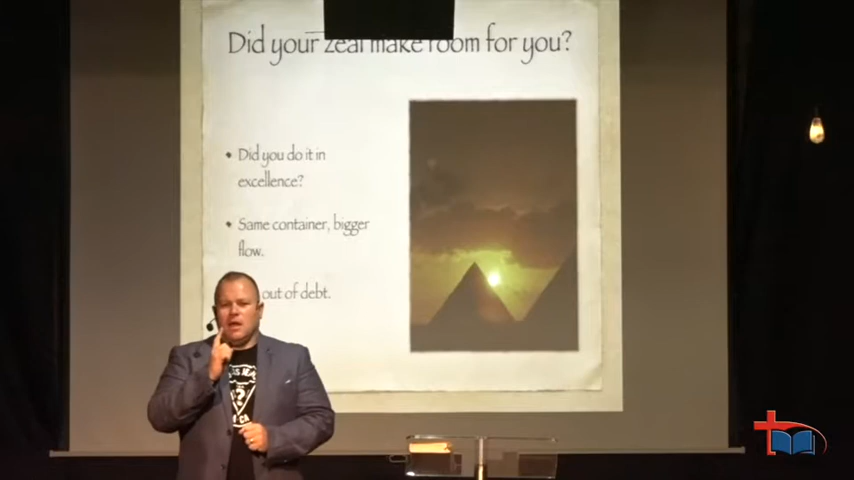 Did your zeal make room for you?
• Did you do it in
excellence?
• Same container, bigger
flow.
out of debt.